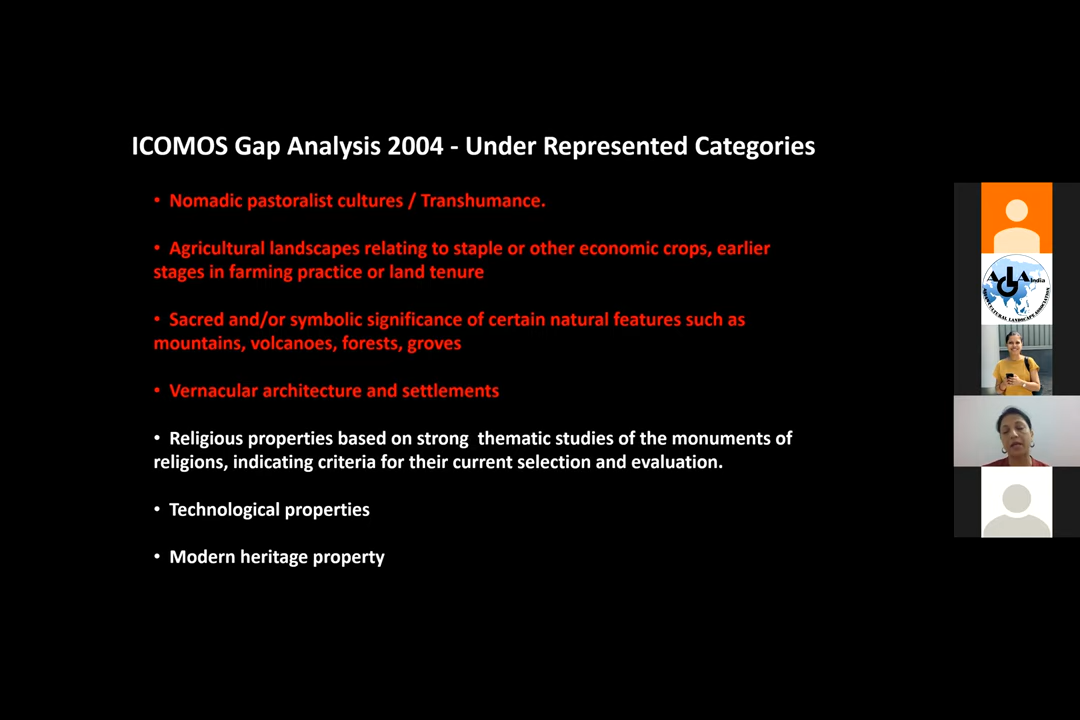 ICOMOS Gap Analysis 2004 - Under Represented Categories
• Nomadic pastoralist cultures / Transhumance.
• Agricultural landscapes relating to staple or other economic crops, earlier
stages in farming practice or land tenure
• Sacred and/or symbolic significance of certain natural features such as
mountains, volcanoes, forests, groves
• Vernacular architecture and settlements
• Religious properties based on strong  thematic studies of the monuments of
religions, indicating criteria for their current selection and evaluation.
• Technological properties
• Modern heritage property
AGLA
India